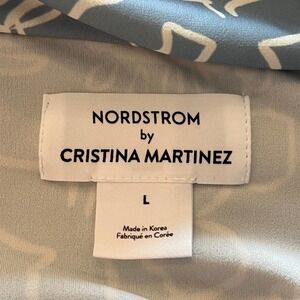 NORDSTROM
by
CRISTINA MARTINEZ
L
Made in Korea
Fabriqué en Corée